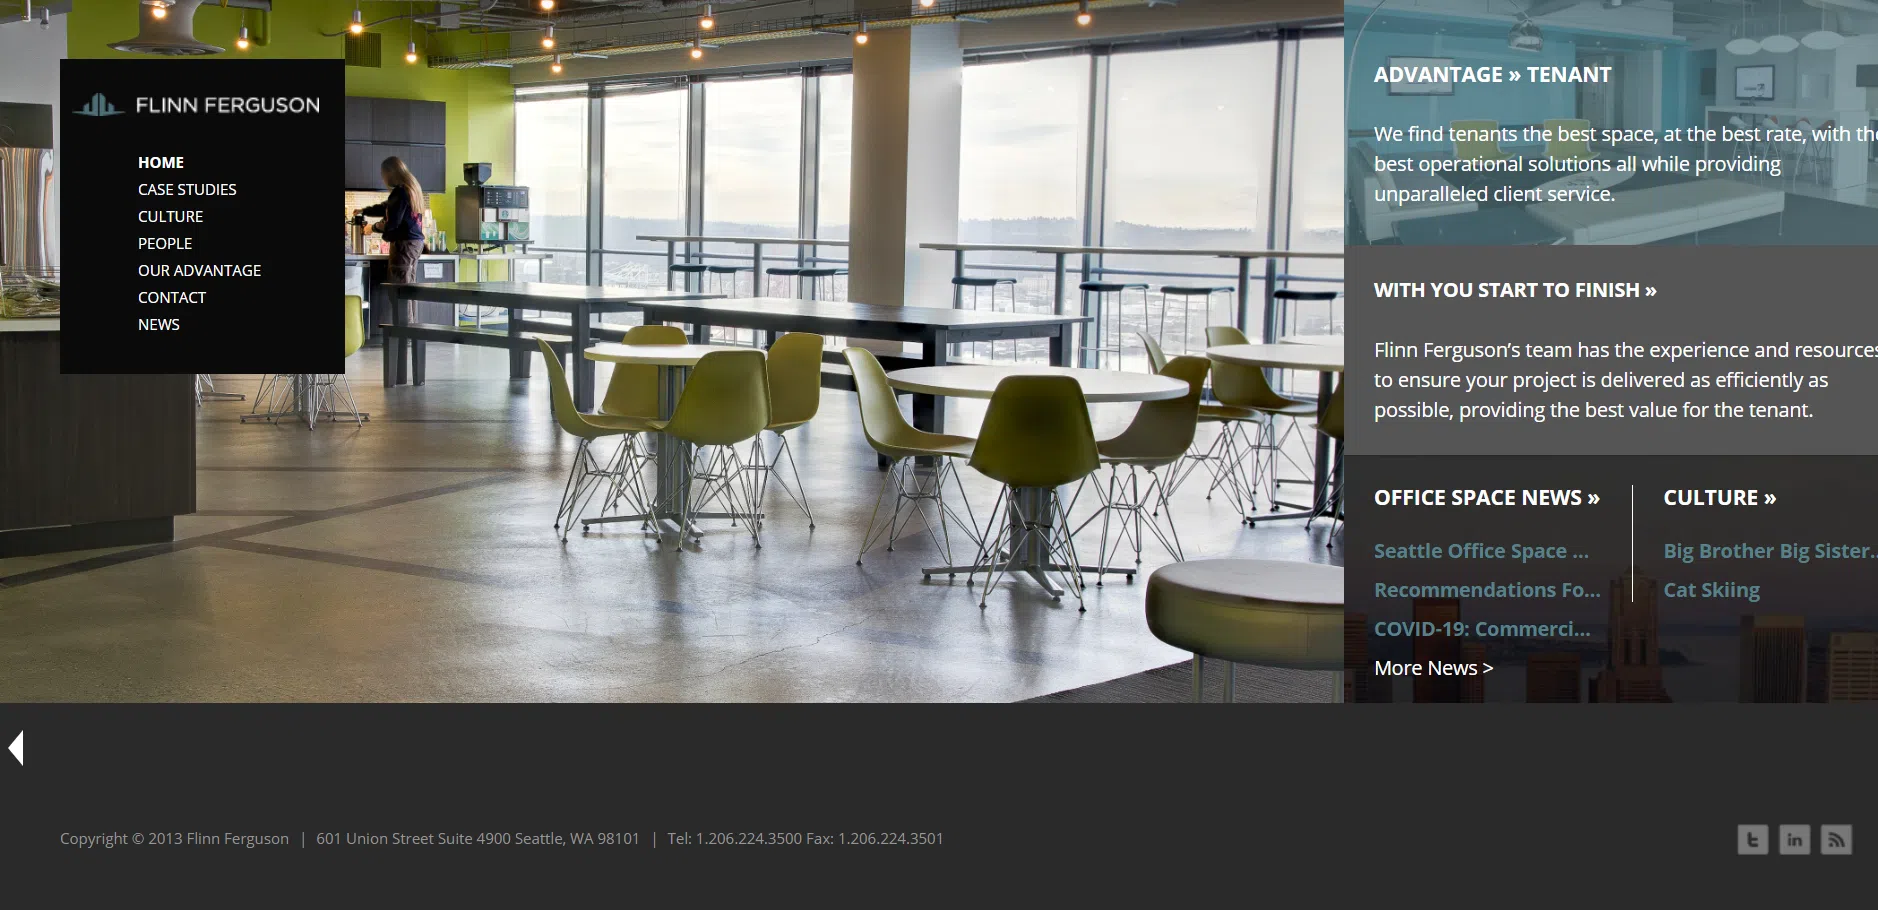 FLINN FERGUSON
HOME
CASE STUDIES
CULTURE
PEOPLE
OUR ADVANTAGE
CONTACT
NEWS
ADVANTAGE » TENANT
We find tenants the best space, at the best rate, with the
best operational solutions all while providing
unparalleled client service.
WITH YOU START TO FINISH »
Flinn Ferguson’s team has the experience and resources
to ensure your project is delivered as efficiently as
possible, providing the best value for the tenant.
OFFICE SPACE NEWS »
Seattle Office Space ...
Recommendations Fo...
COVID-19: Commerci...
More News >
CULTURE »
Big Brother Big Sister..
Cat Skiing
Copyright © 2013 Flinn Ferguson | 601 Union Street Suite 4900 Seattle, WA 98101 | Tel: 1.206.224.3500 Fax: 1.206.224.3501